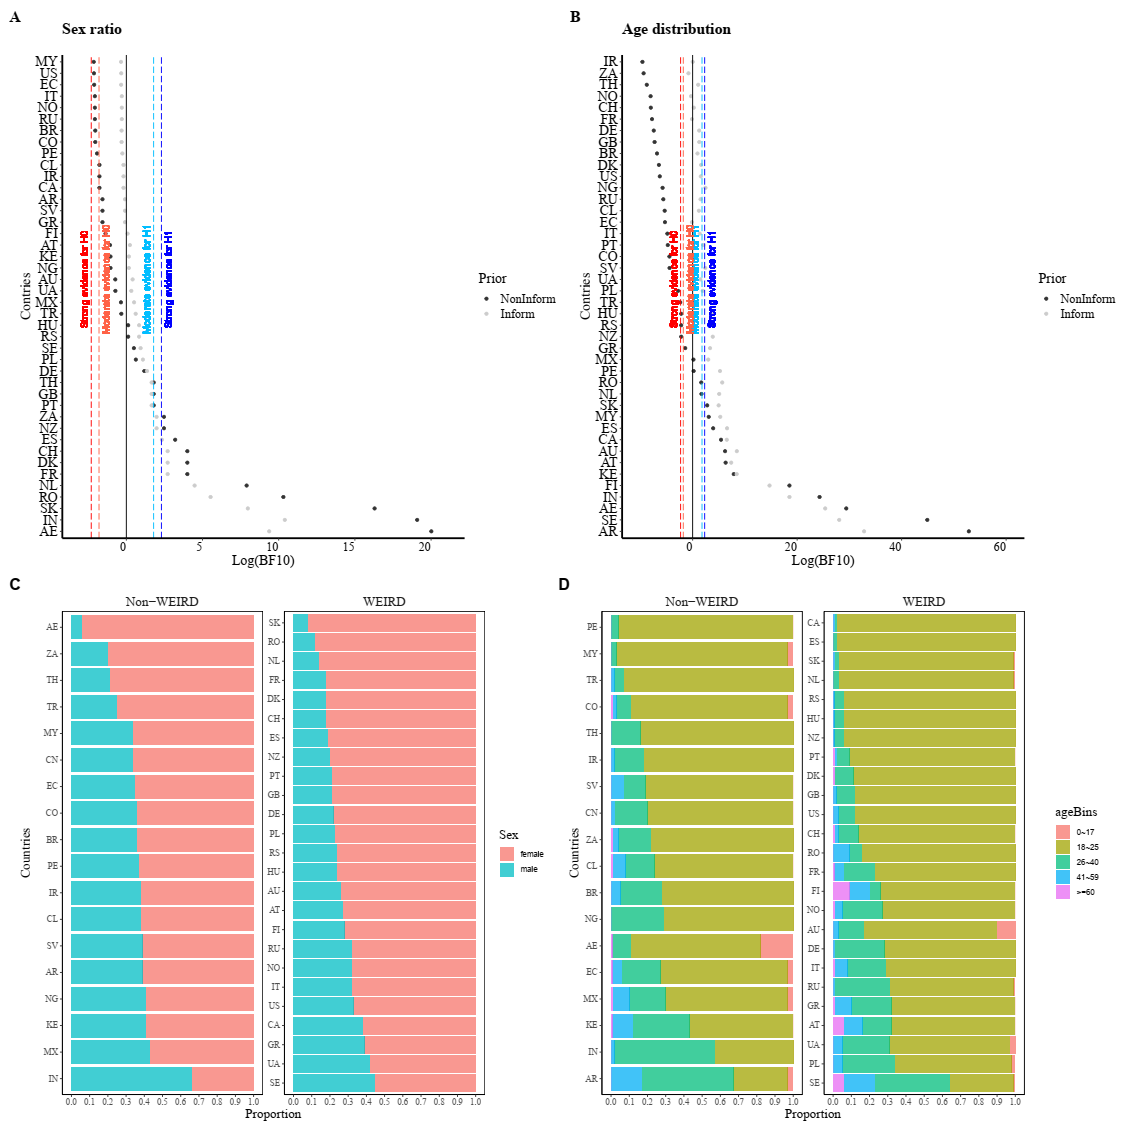 A
Sex ratio
MY
US
EC
IT
NO
RU
BR
CO
PE
CL
IR
CA
AR
SV
GR
FI
AT
KE
NG
AU
UA
MX
TR
HU
RS
SE
PL
DE
TH
GB
PT
ZA
NZ
ES
CH
DK
FR
NL
RO
SK
IN
AE
Contries
Strong evidence for H0
Moderate evidence for H0
Moderate evidence for H1
Strong evidence for H1
0
5
10
15
20
Log(BF10)
Prior
NonInform
Inform
B
Age distribution
IR
ZA
TH
NO
CH
FR
DE
GB
BR
DK
US
NG
RU
CL
EC
IT
PT
CO
SV
UA
PL
TR
HU
RS
NZ
GR
MX
PE
RO
NL
SK
MY
ES
CA
AU
AT
KE
FI
IN
AE
SE
AR
Contries
Strong evidence for H0
Moderate evidence for H0
Moderate evidence for H1
Strong evidence for H1
0
20
40
60
Log(BF10)
Prior
NonInform
Inform
C
Non−WEIRD
WEIRD
AE
ZA
TH
TR
MY
CN
EC
CO
BR
PE
IR
CL
SV
AR
NG
KE
MX
IN
SK
RO
NL
FR
DK
CH
ES
NZ
PT
GB
DE
PL
RS
HU
AU
AT
FI
RU
NO
IT
US
CA
GR
UA
SE
Countries
0.0 0.1 0.2 0.3 0.4 0.5 0.6 0.7 0.8 0.9 1.0
0.0 0.1 0.2 0.3 0.4 0.5 0.6 0.7 0.8 0.9 1.0
Proportion
Sex
female
male
D
Non−WEIRD
WEIRD
PE
MY
TR
CO
TH
IR
SV
CN
ZA
CL
BR
NG
AE
EC
MX
KE
IN
AR
CA
ES
SK
NL
RS
HU
NZ
PT
DK
GB
US
CH
RO
FR
FI
NO
AU
DE
IT
RU
GR
AT
UA
PL
SE
Countries
0.0 0.1 0.2 0.3 0.4 0.5 0.6 0.7 0.8 0.9 1.0
0.0 0.1 0.2 0.3 0.4 0.5 0.6 0.7 0.8 0.9 1.0
Proportion
ageBins
0~17
18~25
26~40
41~59
>=60